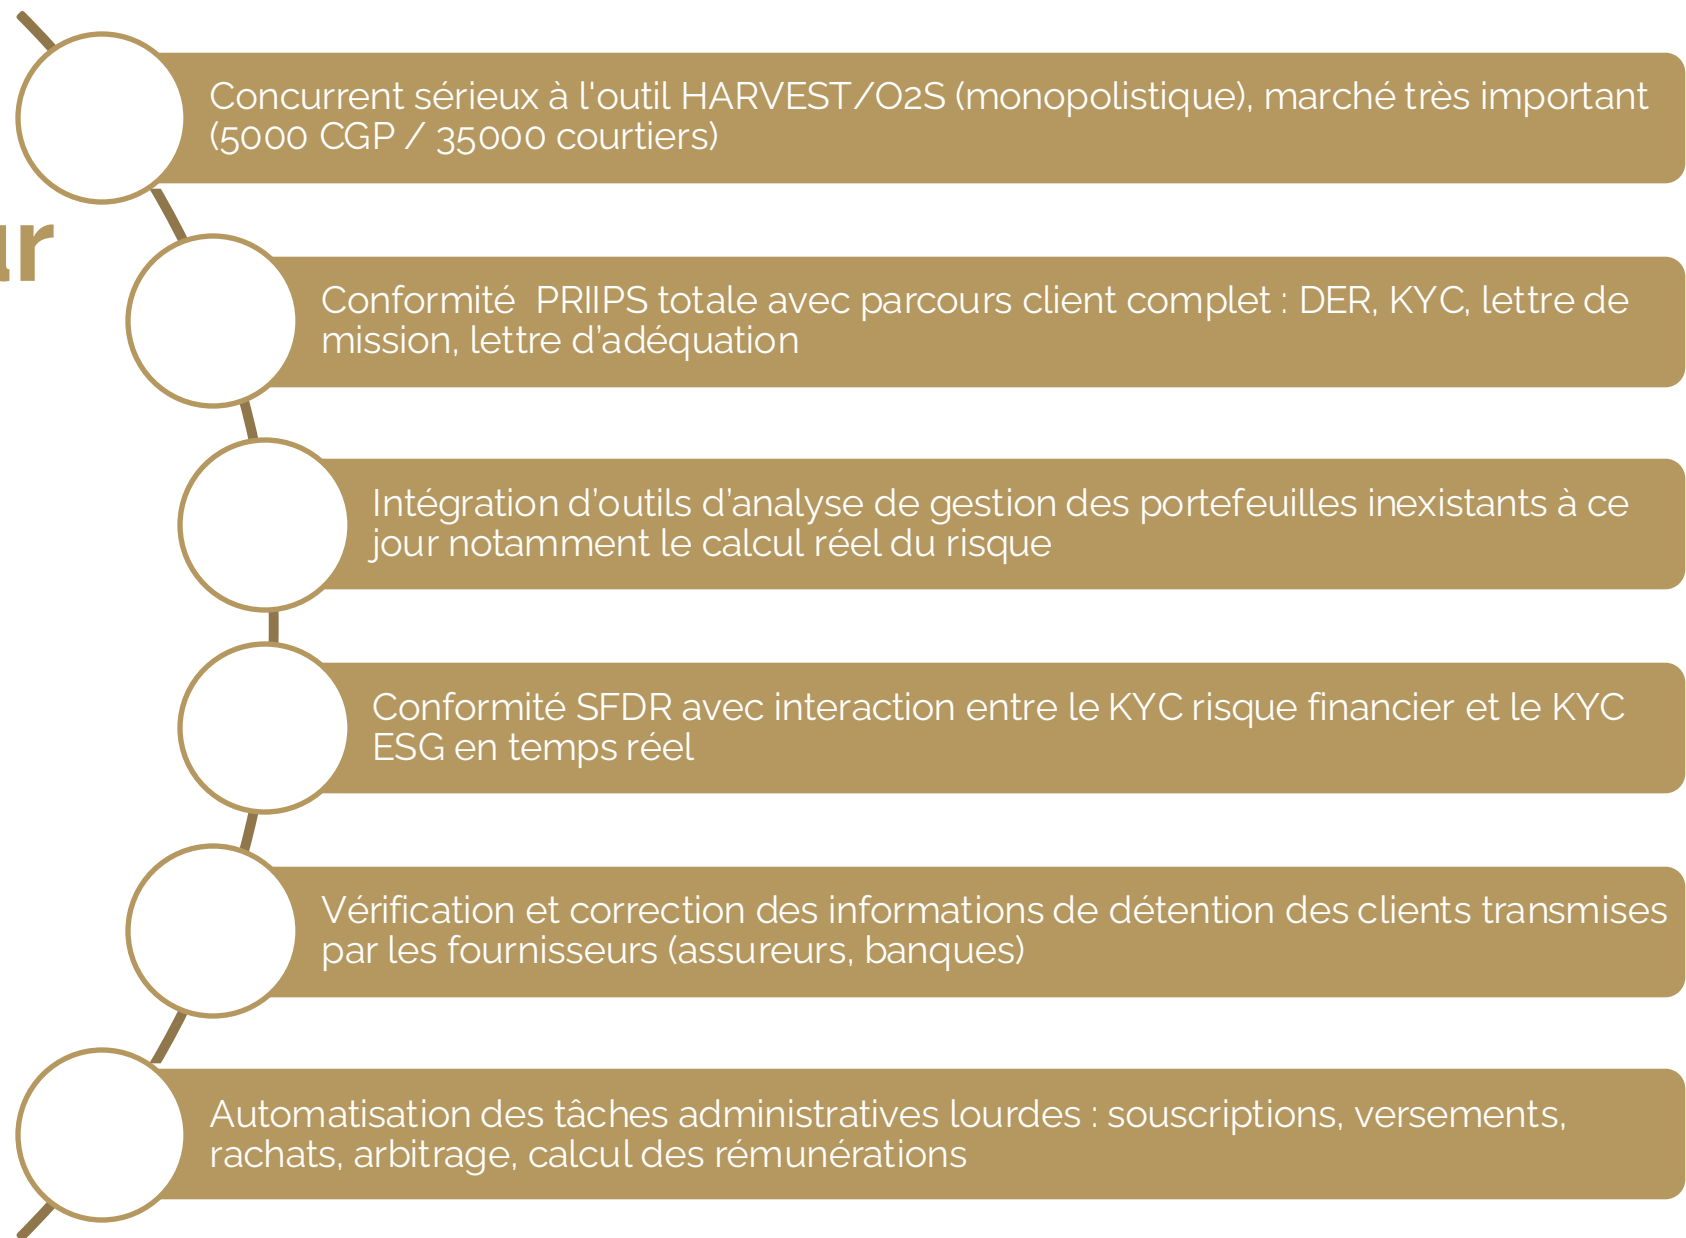 Concurrent sérieux à l'outil HARVEST/O2S (monopolistique), marché très important
(5000 CGP / 35000 courtiers)
ur
Conformité  PRIIPS totale avec parcours client complet : DER, KYC, lettre de
mission, lettre d’adéquation
Intégration d’outils d’analyse de gestion des portefeuilles inexistants à ce
jour notamment le calcul réel du risque
Conformité SFDR avec interaction entre le KYC risque financier et le KYC
ESG en temps réel
Vérification et correction des informations de détention des clients transmises
par les fournisseurs (assureurs, banques)
Automatisation des tâches administratives lourdes : souscriptions, versements,
rachats, arbitrage, calcul des rémunérations